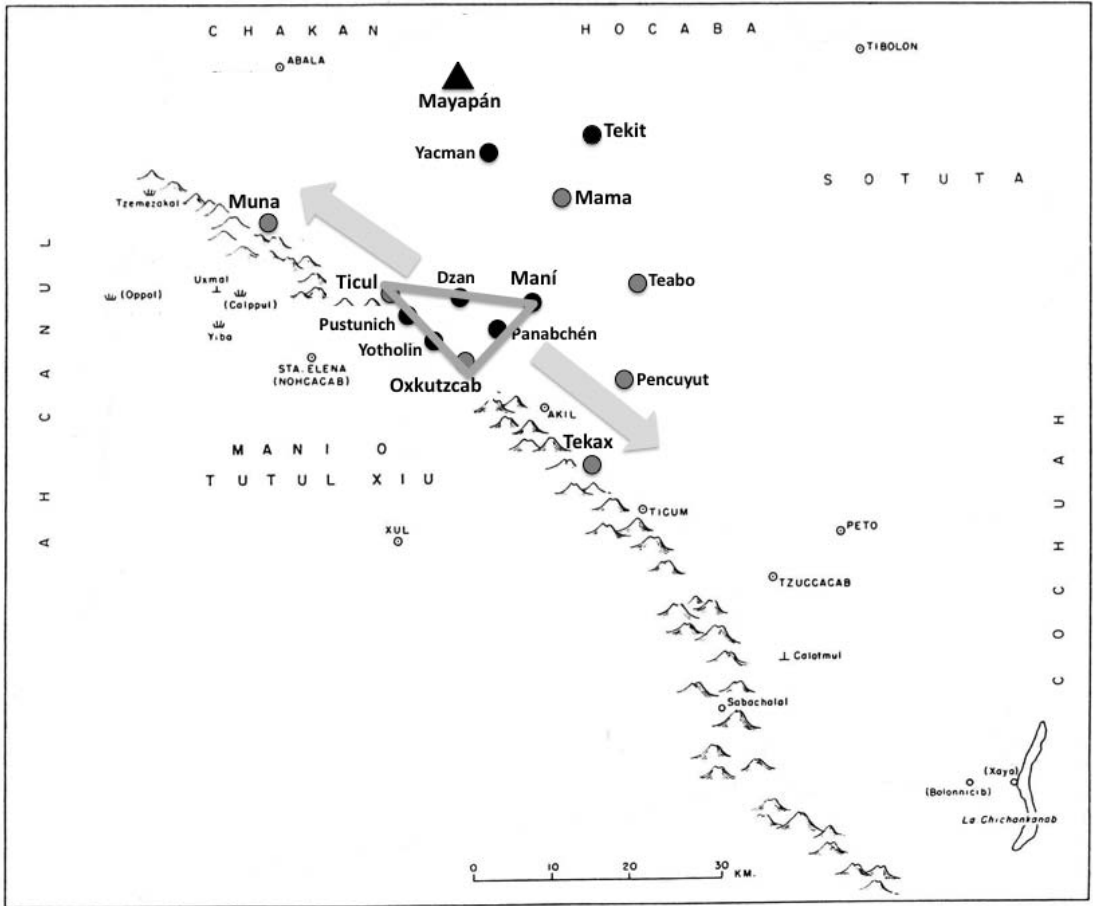 C H A K A N
H O C A B A
ABALA
TIBOLON
Mayapán
Tekit
Yacman
S O T U T A
Tzemezakal
Muna
Mama
Dzan
Maní
Ticul
Teabo
Uxmal
(Oppol)
(Calppul)
Pustunich
Panabchén
Yiba
Yotholin
STA. ELENA
(NOHCACAB)
Oxkutzcab
Pencuyut
AKIL
A H C A N U L
M A N I O
T U T U L X I U
Tekax
TICUM
XUL
PETO
TZUCCACAB
C O C H U A H
Calotmul
Sabachalal
(Xaya)
(Bolonnicib)
La Chichankanab
0 10 20 30 KM.